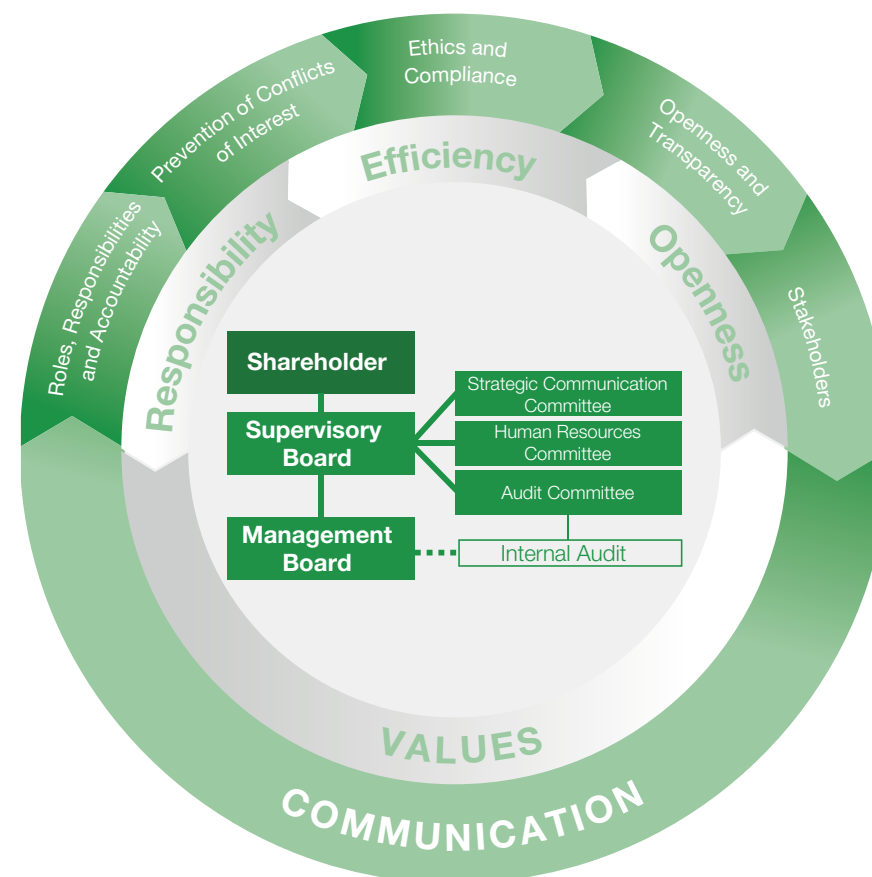 Roles, Responsibilities
and Accountability
Prevention of Conflicts
of Interest
Ethics and
Compliance
Openness and
Transparency
Stakeholders
Responsibility
Efficiency
Openness
Shareholder
Supervisory
Board
Management
Board
Strategic Communication
Committee
Human Resources
Committee
Audit Committee
Internal Audit
VALUES
COMMUNICATION